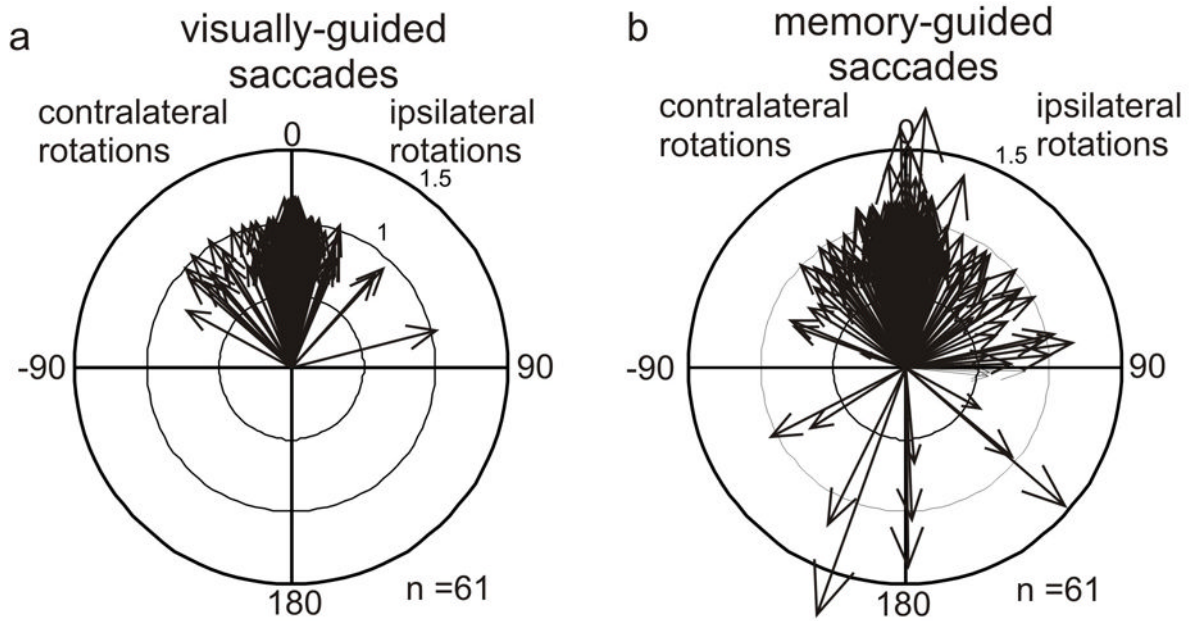 a
visually-guided
saccades
contralateral
rotations
ipsilateral
rotations
0
1.5
1
-90
90
180
n =61
b
memory-guided
saccades
contralateral
rotations
ipsilateral
rotations
0
1.5
-90
90
180
n =61